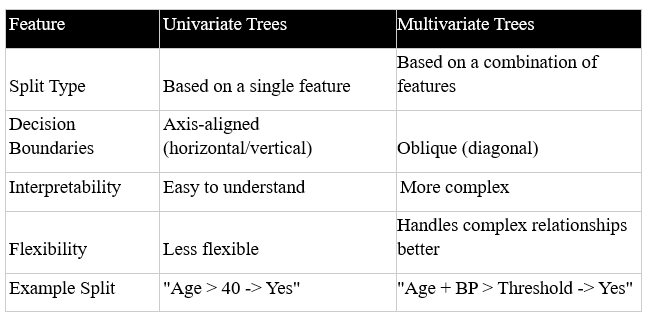 Feature Univariate Trees Multivariate Trees
Split Type Based on a single feature Based on a combination of
features
Decision
Boundaries Axis-aligned
(horizontal/vertical) Oblique (diagonal)
Interpretability Easy to understand More complex
Flexibility Less flexible Handles complex relationships
better
Example Split "Age > 40 -> Yes" "Age + BP > Threshold -> Yes"